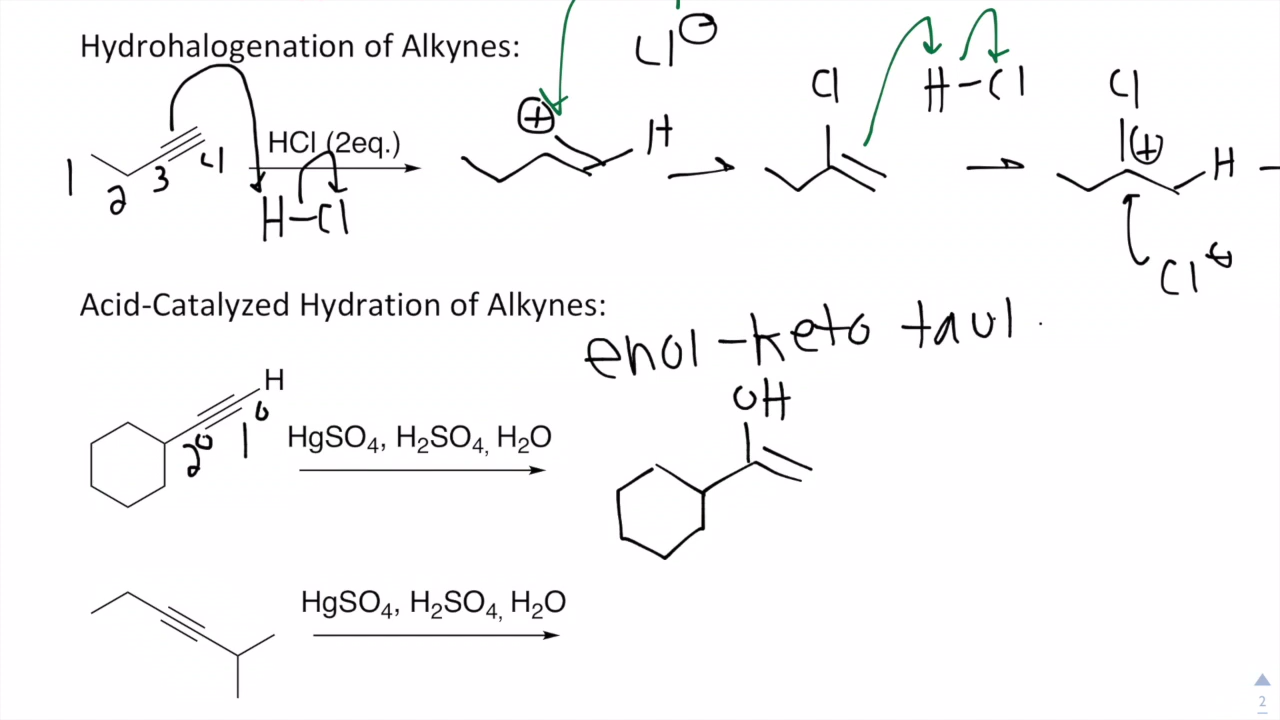 Hydrohalogenation of Alkynes:
Cl⊖
1 2 3 4
HCl (2eq.)
H-Cl
⊕
H
Cl
H-Cl
Cl
⊕
H
Cl⊖
Acid-Catalyzed Hydration of Alkynes:
enol-keto taut.
H
2° 1°
HgSO₄, H₂SO₄, H₂O
OH
HgSO₄, H₂SO₄, H₂O
2